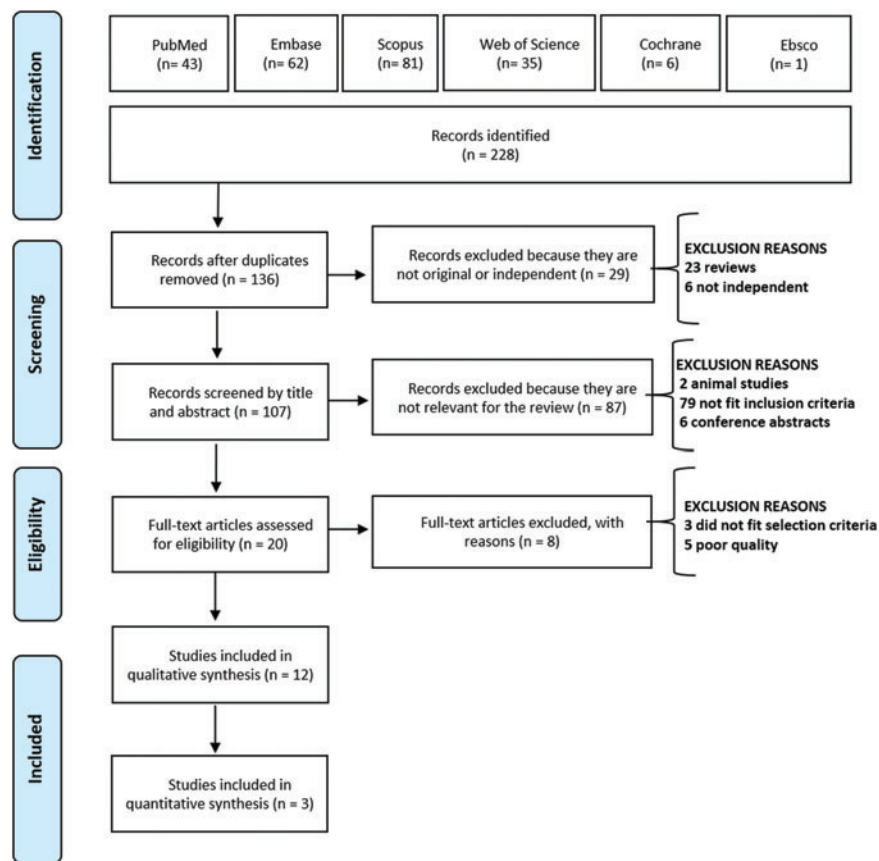 Identification
PubMed
(n= 43)
Embase
(n= 62)
Scopus
(n= 81)
Web of Science
(n= 35)
Cochrane
(n= 6)
Ebsco
(n= 1)
Records identified
(n = 228)
Screening
Records after duplicates
removed (n = 136)
Records excluded because they are
not original or independent (n = 29)
EXCLUSION REASONS
23 reviews
6 not independent
Records screened by title
and abstract (n = 107)
Records excluded because they are
not relevant for the review (n = 87)
EXCLUSION REASONS
2 animal studies
79 not fit inclusion criteria
6 conference abstracts
Eligibility
Full-text articles assessed
for eligibility (n = 20)
Full-text articles excluded, with
reasons (n = 8)
EXCLUSION REASONS
3 did not fit selection criteria
5 poor quality
Included
Studies included in
qualitative synthesis (n = 12)
Studies included in
quantitative synthesis (n = 3)